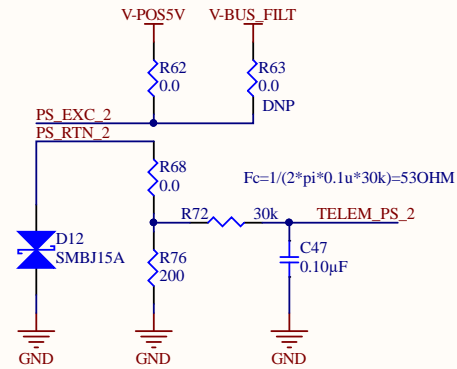 V-POS5V
V-BUS_FILT
R62
0.0
R63
0.0
DNP
PS_EXC_2
PS_RTN_2
R68
0.0
Fc=1/(2*pi*0.1u*30k)=53OHM
R72
30k
TELEM_PS_2
D12
SMBJ15A
R76
200
C47
0.10µF
GND
GND
GND